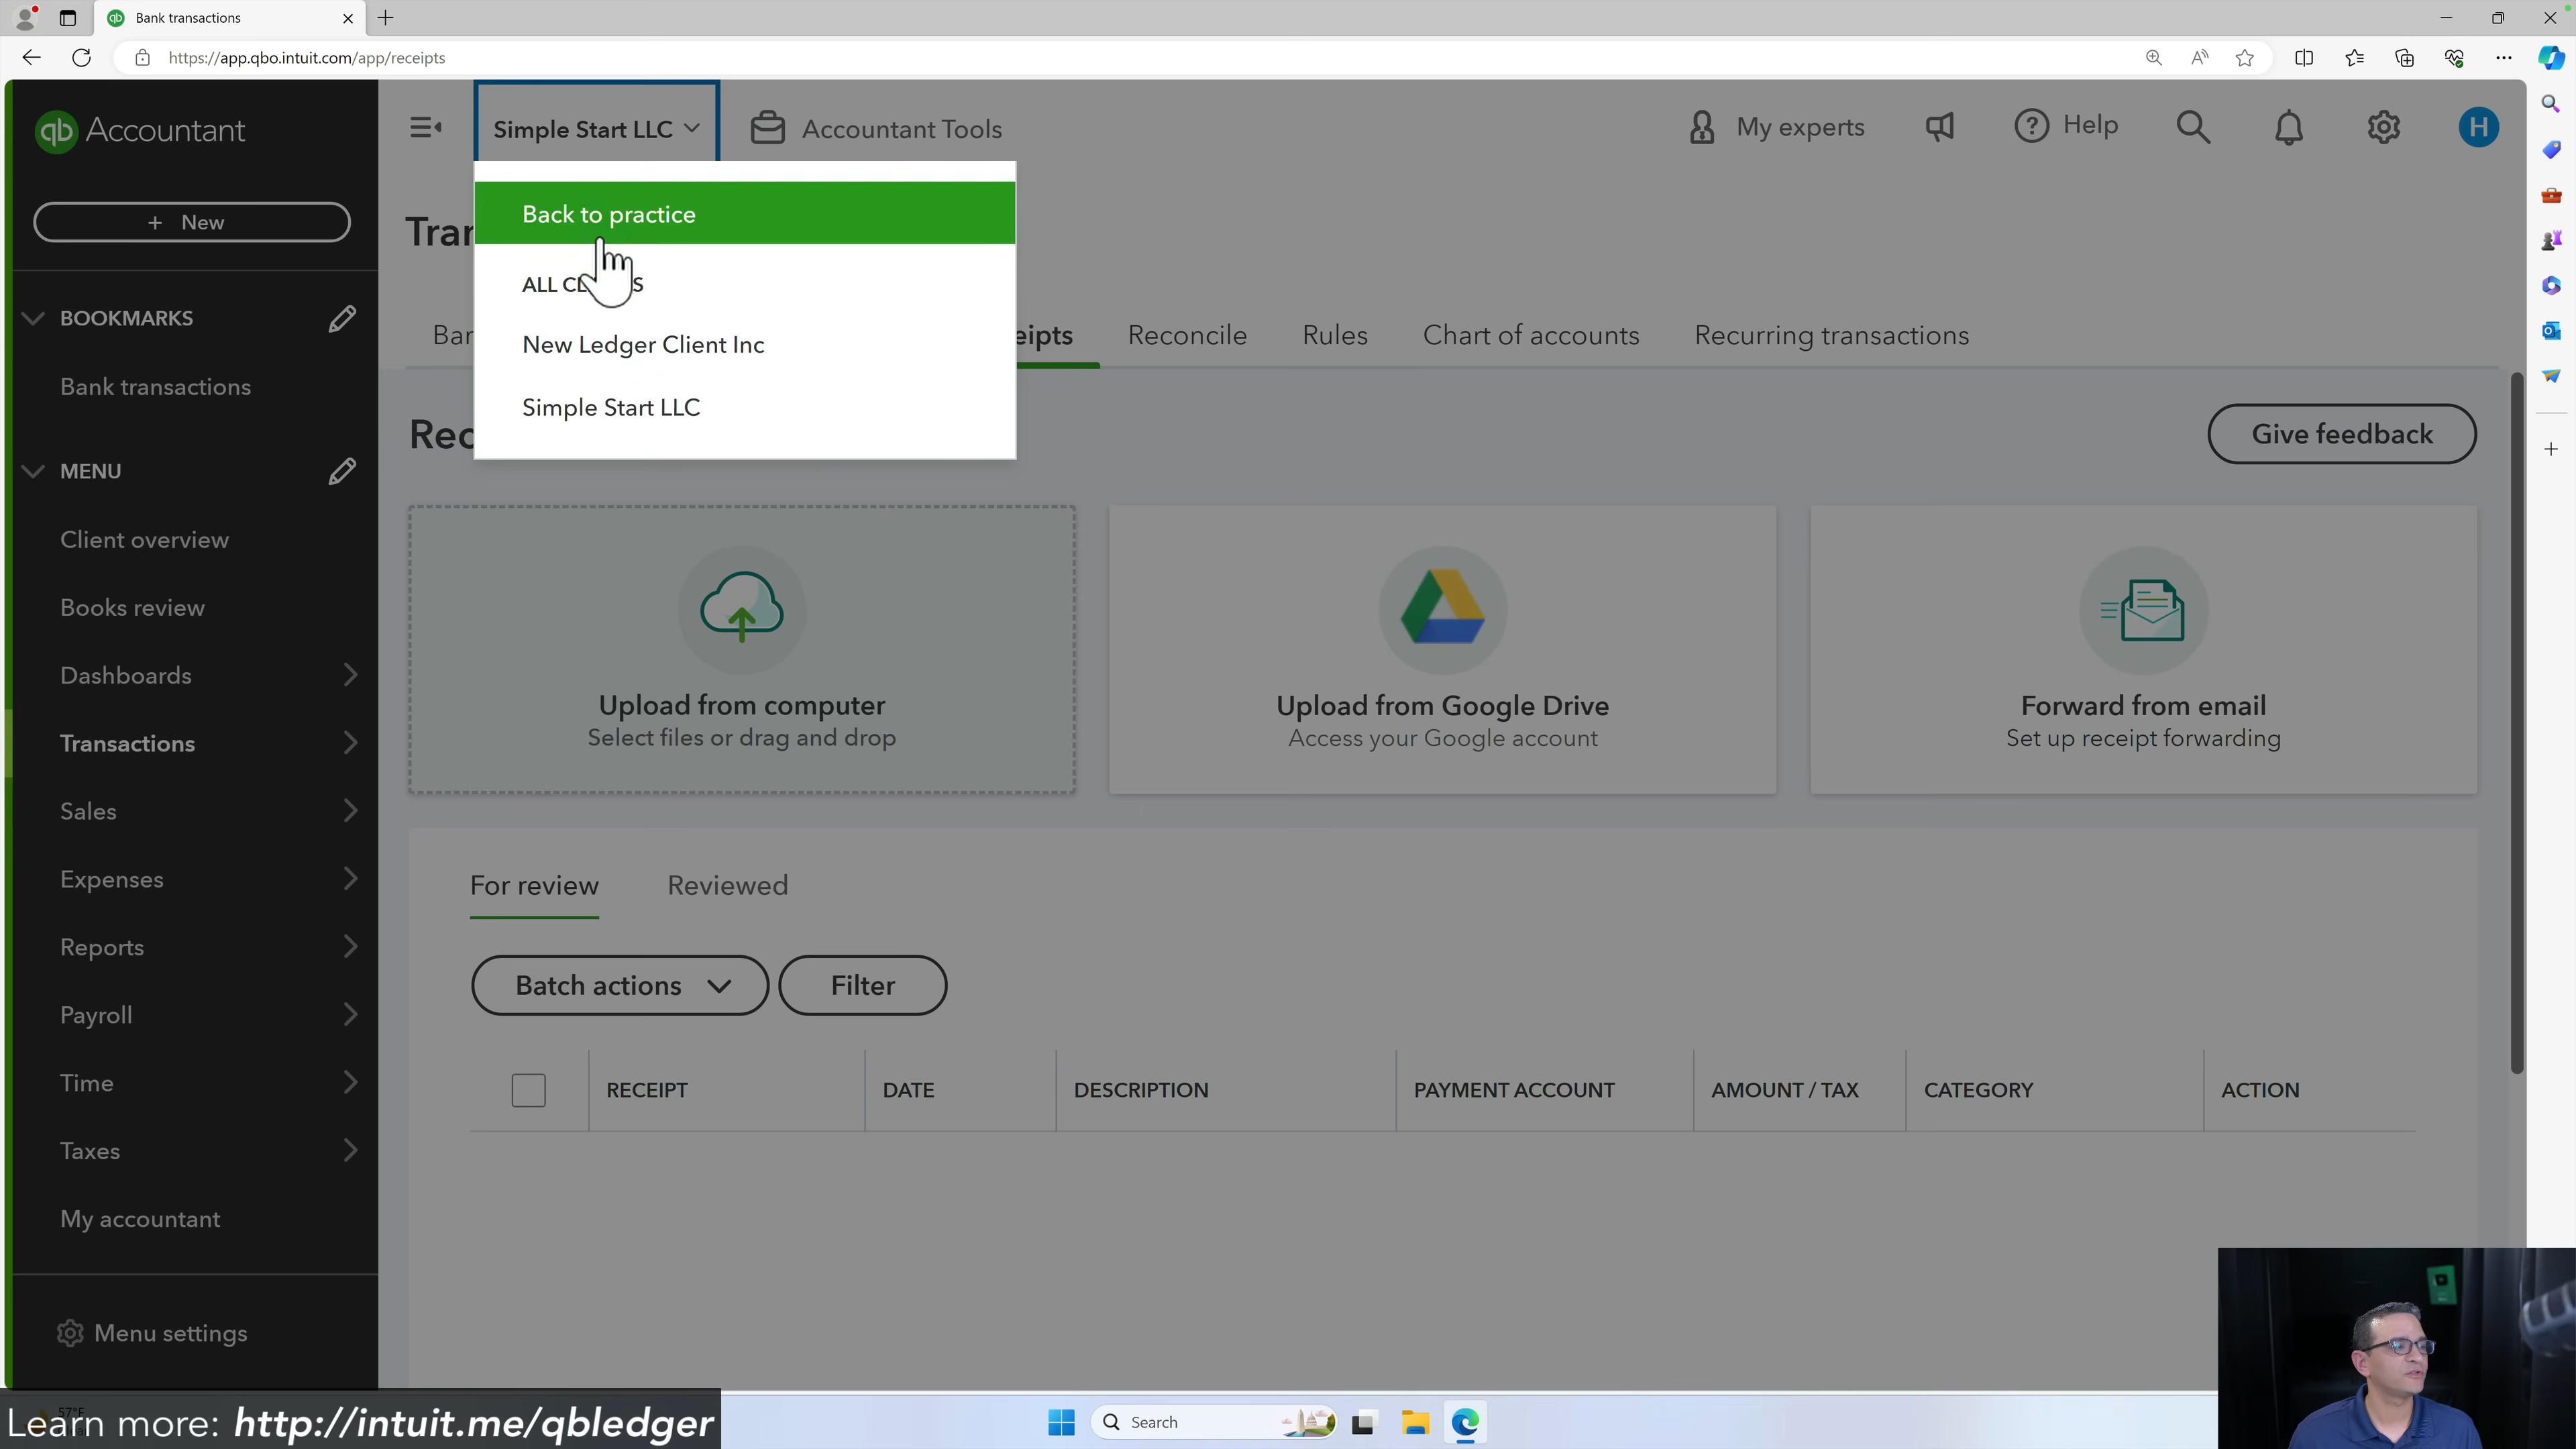 Bank transactions
https://app.qbo.intuit.com/app/receipts
qb Accountant
Simple Start LLC
Accountant Tools
My experts
Help
H
+ New
Back to practice
New Ledger Client Inc
Simple Start LLC
BOOKMARKS
Bank transactions
MENU
Client overview
Books review
Dashboards
Transactions
Sales
Expenses
Reports
Payroll
Time
Taxes
My accountant
Menu settings
Reconcile
Rules
Chart of accounts
Recurring transactions
Give feedback
Upload from computer
Select files or drag and drop
Upload from Google Drive
Access your Google account
Forward from email
Set up receipt forwarding
For review
Reviewed
Batch actions
Filter
RECEIPT
DATE
DESCRIPTION
PAYMENT ACCOUNT
AMOUNT / TAX
CATEGORY
ACTION
57°F
Learn more: http://intuit.me/qbledger
Search